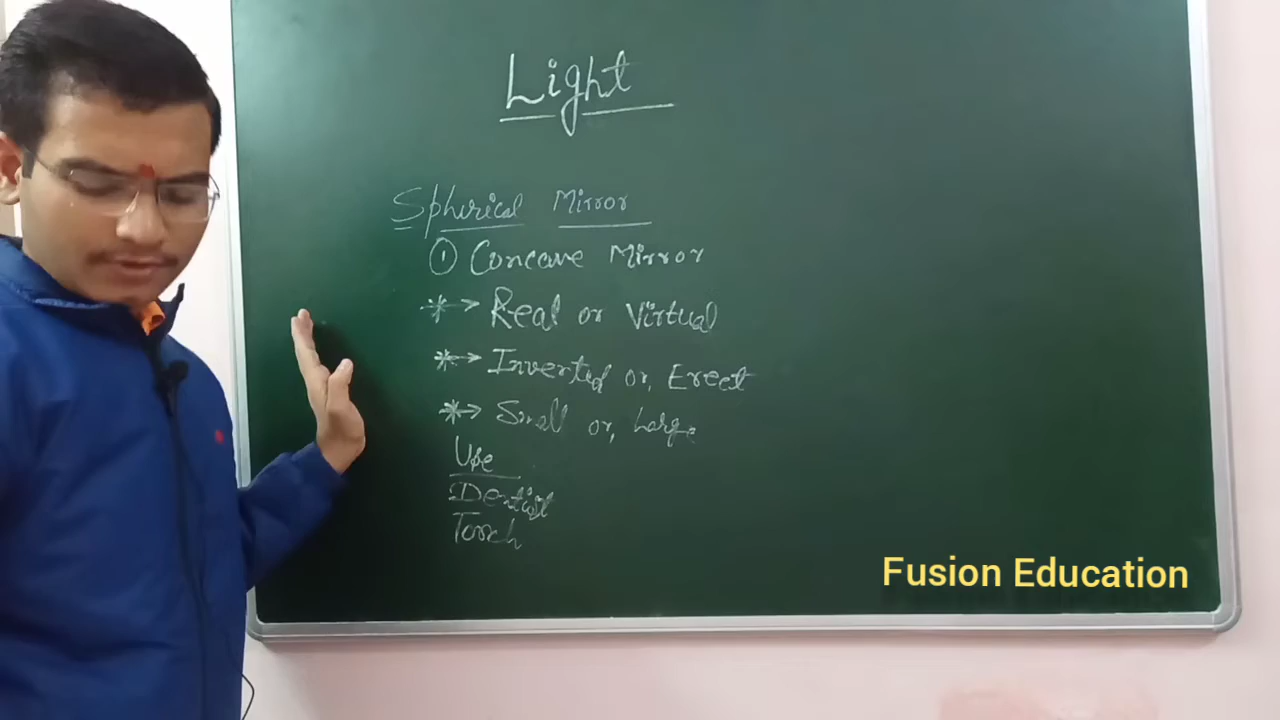 Light
Spherical Mirror
① Concave Mirror
*→ Real or Virtual
*→ Inverted or, Erect
*→ Small or, Large
Use
Dentist
Torch
Fusion Education